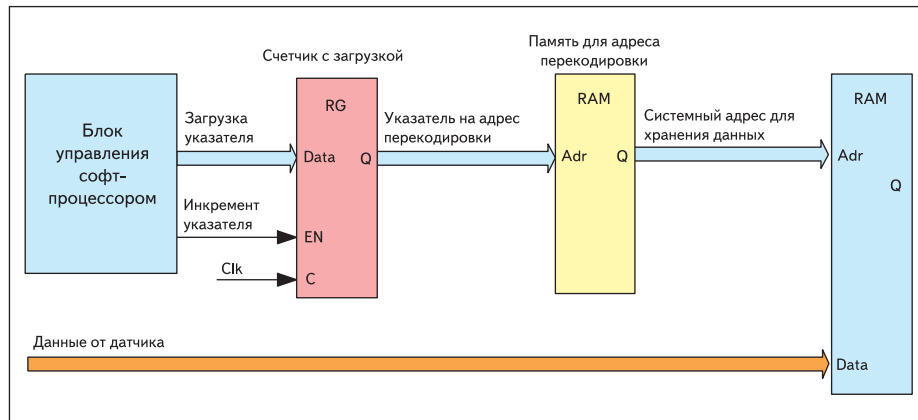 Счетчик с загрузкой
Память для адреса
перекодировки
Блок
управления
софт-
процессором
Загрузка
указателя
Инкремент
указателя
Clk
RG
Data
Q
EN
C
Указатель на адрес
перекодировки
RAM
Adr
Q
Системный адрес для
хранения данных
RAM
Adr
Q
Data
Данные от датчика